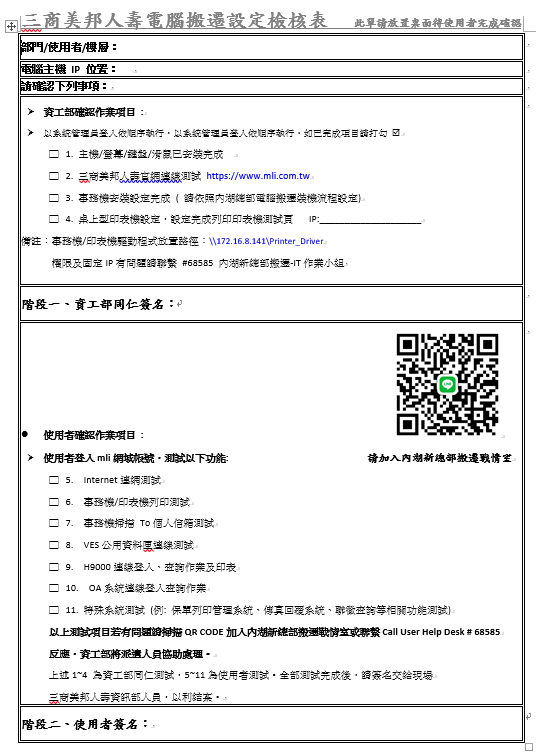 三商美邦人壽電腦搬遷設定檢核表 此單請放置桌面待使用者完成確認
部門/使用者/樓層：
電腦主機 IP 位置：
請確認下列事項：
➢ 資工部確認作業項目：
➢ 以系統管理員登入依順序執行，以系統管理員登入依順序執行，如已完成項目請打勾 ☑
□ 1. 主機/螢幕/鍵盤/滑鼠已安裝完成
□ 2. 三商美邦人壽官網連線測試 https://www.mli.com.tw
□ 3. 事務機安裝設定完成 ( 請依照內湖總部電腦搬遷裝機流程設定)
□ 4. 桌上型印表機設定，設定完成列印印表機測試頁 IP:____________________
備注：事務機/印表機驅動程式放置路徑：\\172.16.8.141\Printer_Driver
權限及固定 IP 有問題請聯繫 #68585 內湖新總部搬遷-IT 作業小組
階段一、資工部同仁簽名：
● 使用者確認作業項目：
➢ 使用者登入 mli 網域帳號，測試以下功能:
請加入內湖新總部搬遷戰情室
□ 5. Internet 連網測試
□ 6. 事務機/印表機列印測試
□ 7. 事務機掃描 To 個人信箱測試
□ 8. VES 公用資料匣連線測試
□ 9. H9000 連線登入、查詢作業及印表
□ 10. OA 系統連線登入查詢作業
□ 11. 特殊系統測試 (例: 保單列印管理系統、傳真回覆系統、聯徵查詢等相關功能測試)
以上測試項目若有問題請掃描 QR CODE 加入內湖新總部搬遷戰情室或聯繫 Call User Help Desk # 68585
反應，資工部將派遣人員協助處理。
上述 1~4 為資工部同仁測試，5~11 為使用者測試。全部測試完成後，請簽名交給現場
三商美邦人壽資訊部人員，以利結案。
階段二、使用者簽名：